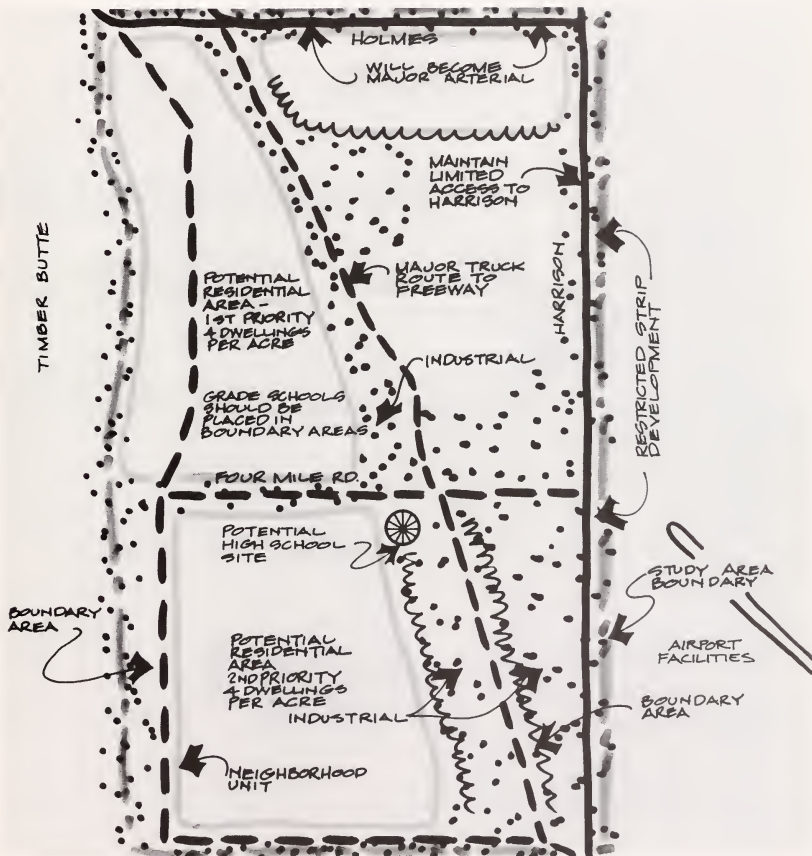 HOLMES
WILL BECOME
MAJOR ARTERIAL
MAINTAIN
LIMITED
ACCESS TO
HARRISON
TIMBER BUTTE
POTENTIAL
RESIDENTIAL
AREA -
1ST PRIORITY
4 DWELLINGS
PER ACRE
MAJOR TRUCK
ROUTE TO
FREEWAY
HARRISON
RESTRICTED STRIP
DEVELOPMENT
INDUSTRIAL
GRADE SCHOOLS
SHOULD BE
PLACED IN
BOUNDARY AREAS
FOUR MILE RD.
POTENTIAL
HIGH SCHOOL
SITE
STUDY AREA
BOUNDARY
BOUNDARY
AREA
AIRPORT
FACILITIES
POTENTIAL
RESIDENTIAL
AREA
2ND PRIORITY
4 DWELLINGS
PER ACRE
INDUSTRIAL
BOUNDARY
AREA
NEIGHBORHOOD
UNIT